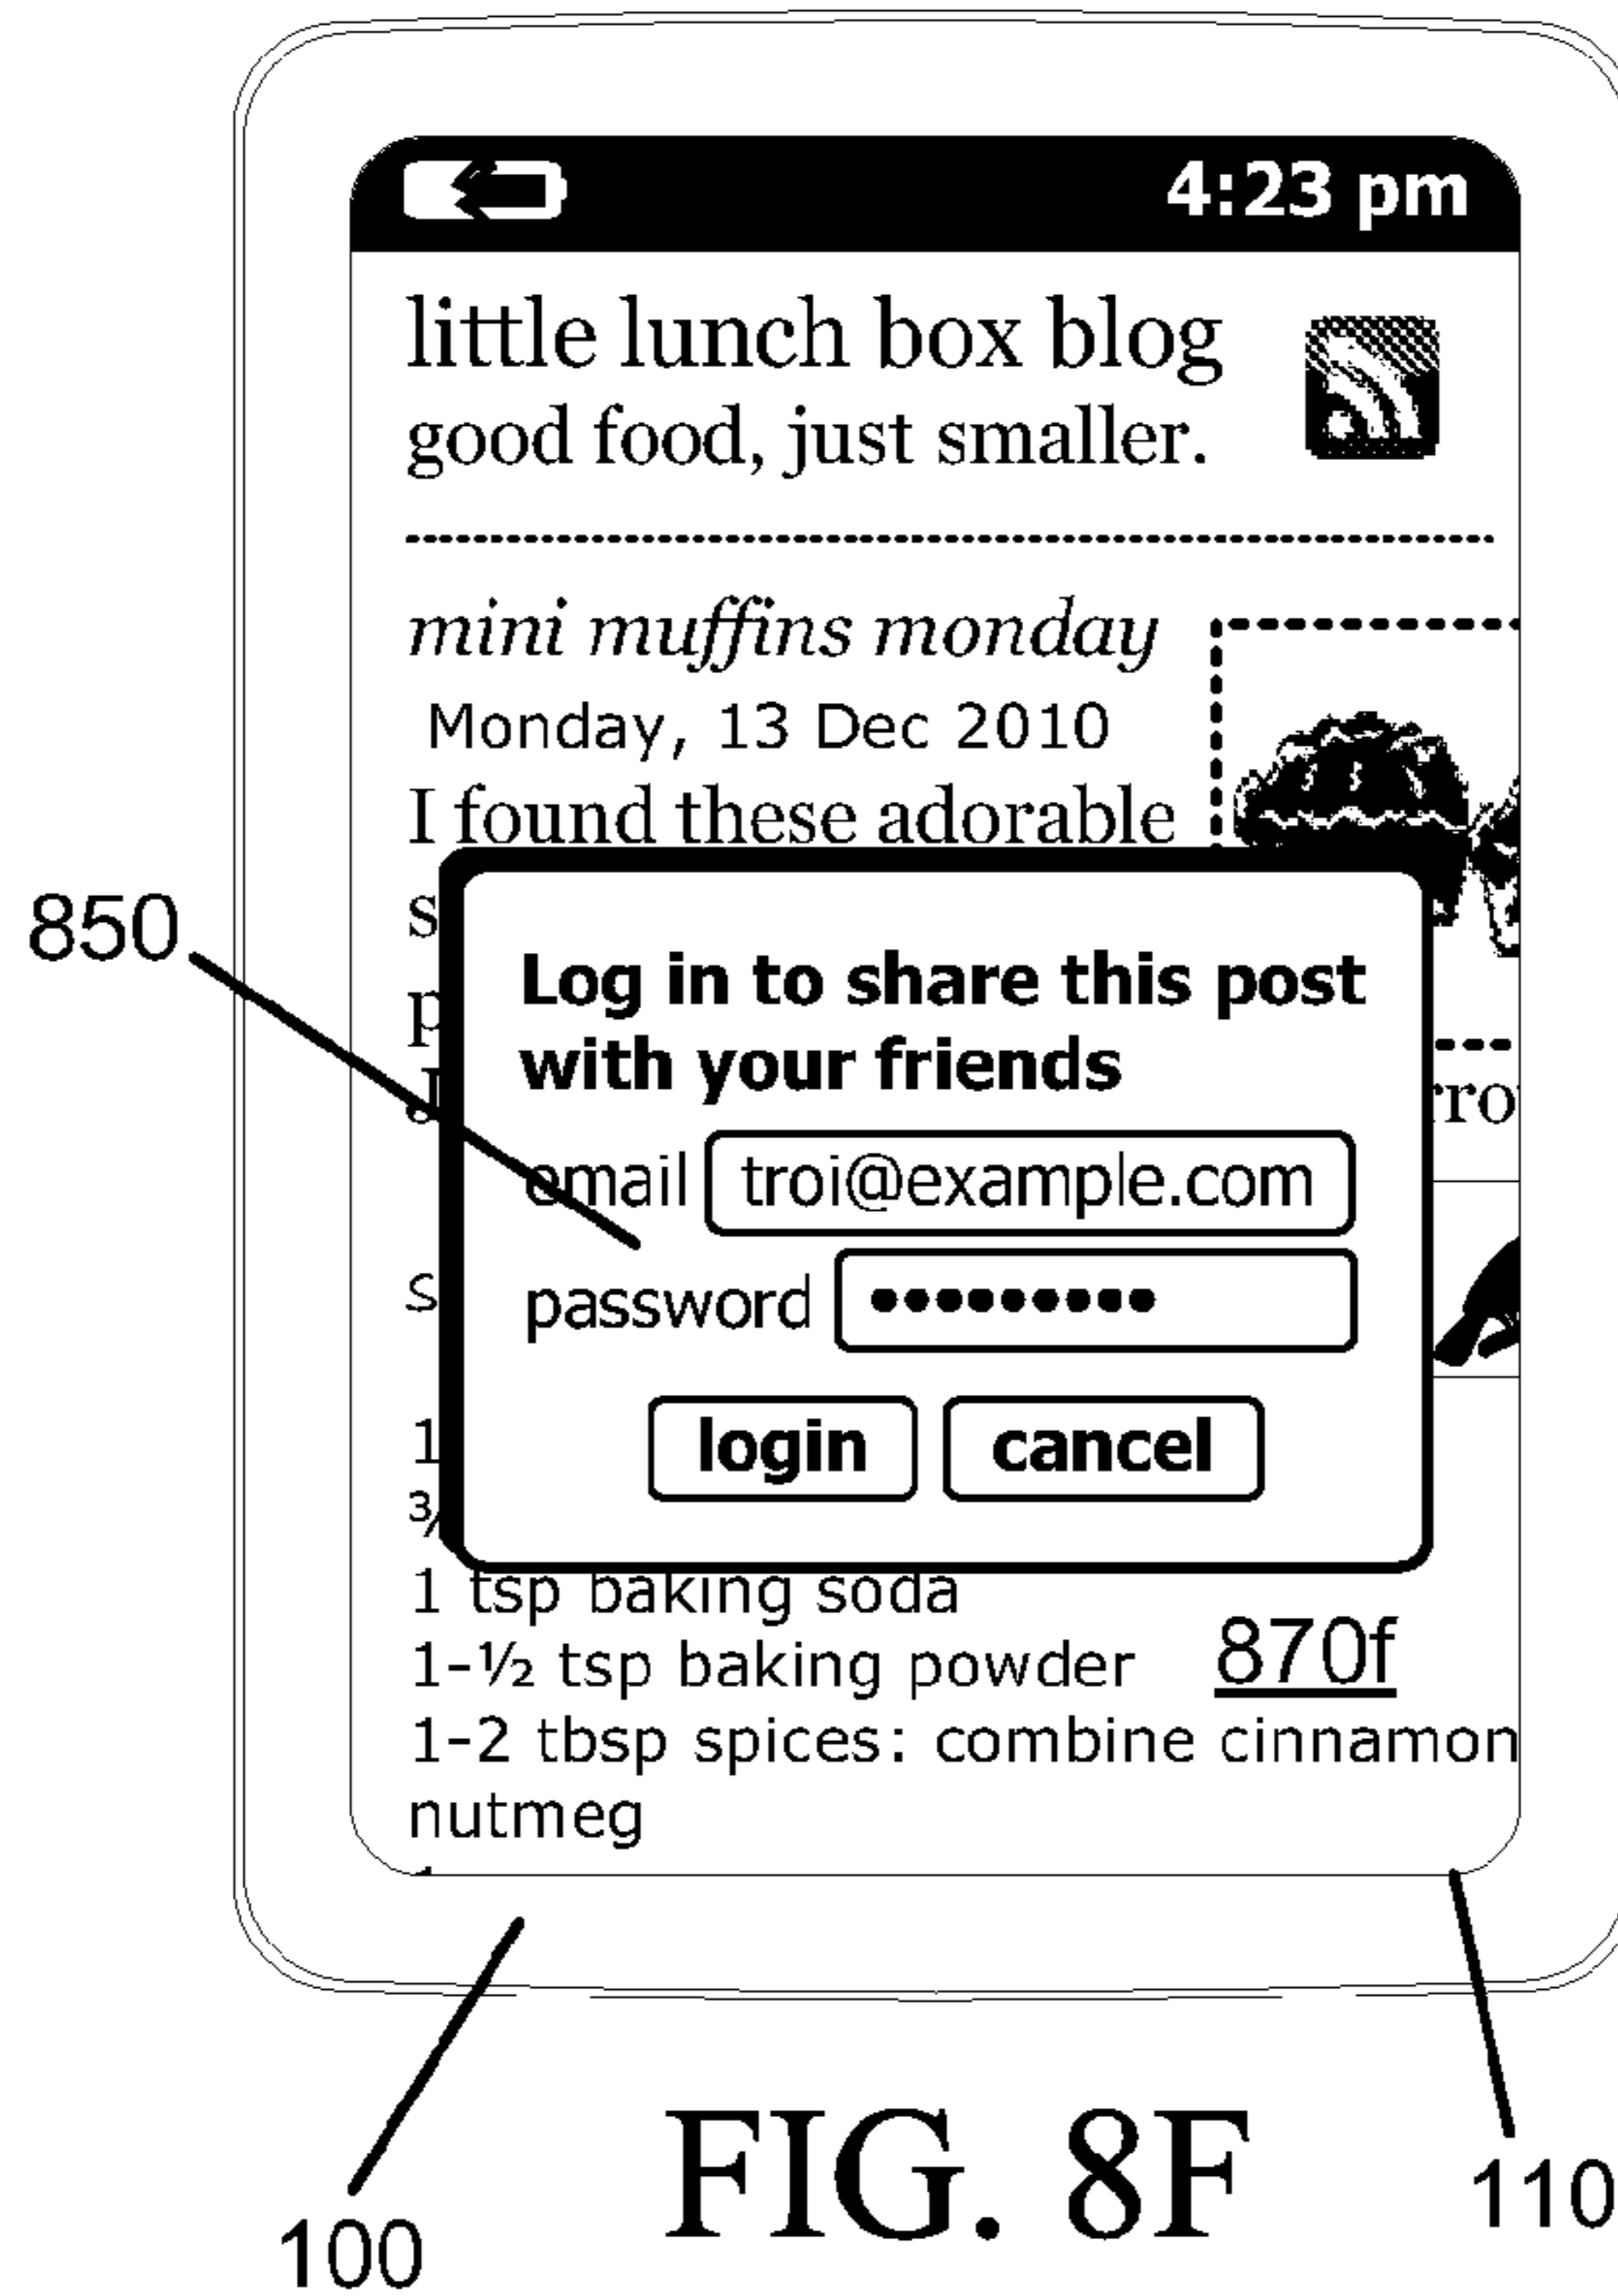 4:23 pm
little lunch box blog
good food, just smaller.
mini muffins monday
Monday, 13 Dec 2010
I found these adorable
850
Log in to share this post
with your friends
email troi@example.com
password •••••••••
login cancel
1 tsp baking soda
1-½ tsp baking powder
870f
1-2 tbsp spices: combine cinnamon
nutmeg
100
FIG. 8F
110